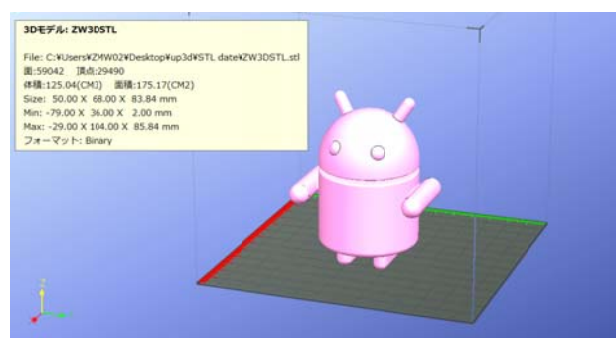 3Dモデル: ZW3DSTL
File: C:¥Users¥ZMW02¥Desktop¥up3d¥STL date¥ZW3DSTL.stl
面:59042 頂点:29490
体積:125.04(CM3) 面積:175.17(CM2)
Size: 50.00 X 68.00 X 83.84 mm
Min: -79.00 X 36.00 X 2.00 mm
Max: -29.00 X 104.00 X 85.84 mm
フォーマット: Binary